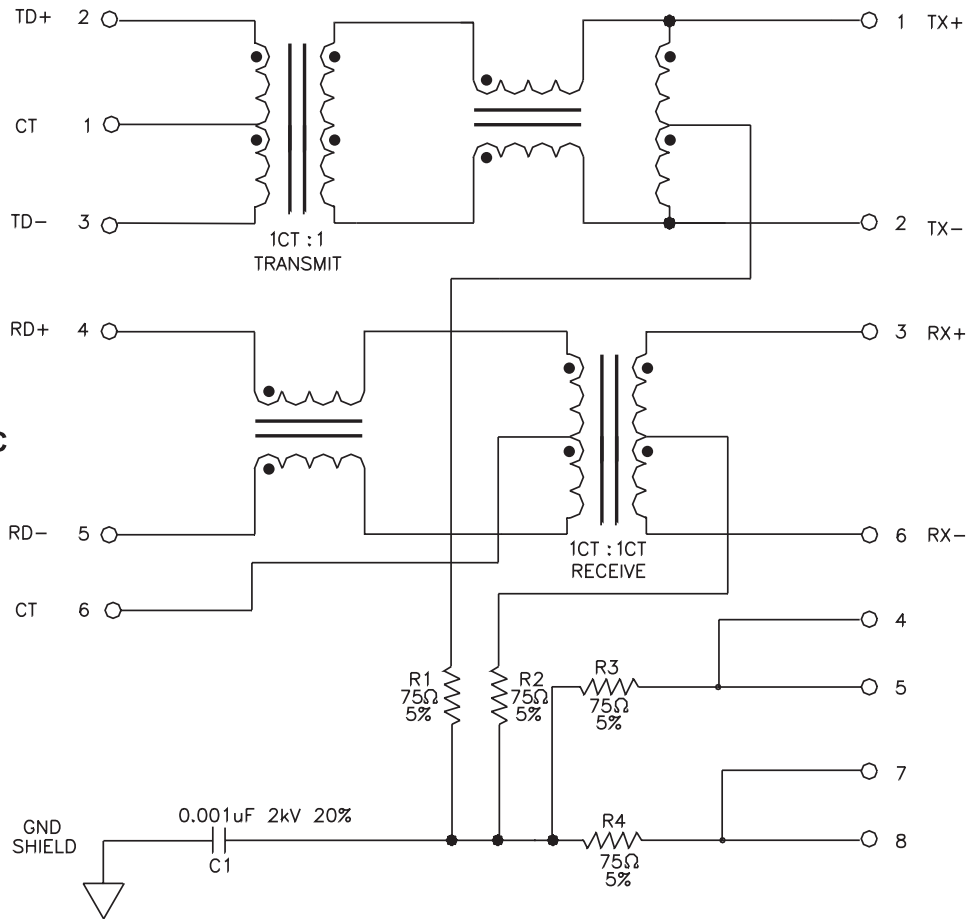 TD+ 2
1 TX+
CT 1
TD- 3
2 TX-
1CT : 1
TRANSMIT
RD+ 4
3 RX+
C
RD- 5
6 RX-
1CT : 1CT
RECEIVE
CT 6
4
R1
75Ω
5%
R2
75Ω
5%
R3
75Ω
5%
5
7
0.001uF 2kV 20%
C1
GND
SHIELD
R4
75Ω
5%
8